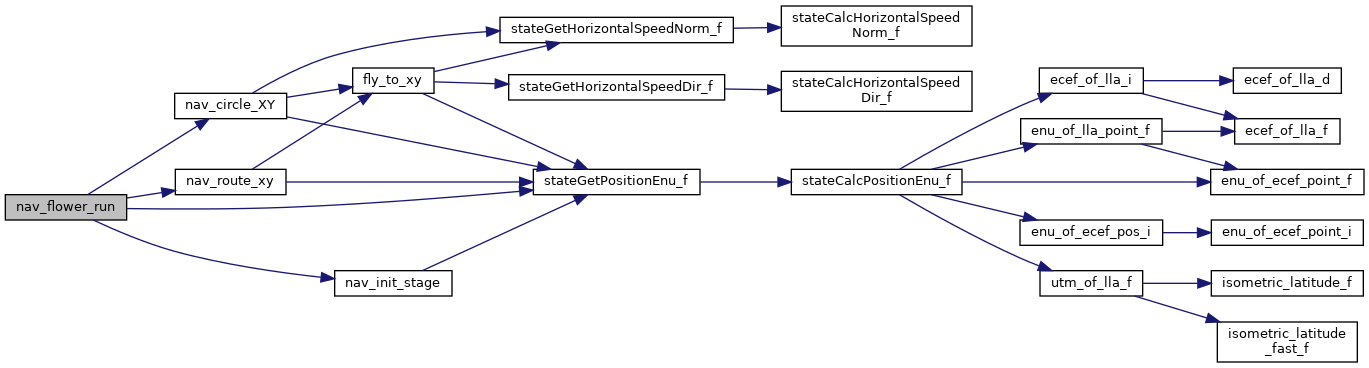 nav_flower_run
nav_circle_XY
nav_route_xy
nav_init_stage
fly_to_xy
stateGetHorizontalSpeedNorm_f
stateGetHorizontalSpeedDir_f
stateGetPositionEnu_f
stateCalcHorizontalSpeed
Norm_f
stateCalcHorizontalSpeed
Dir_f
stateCalcPositionEnu_f
ecef_of_lla_i
enu_of_lla_point_f
enu_of_ecef_pos_i
utm_of_lla_f
ecef_of_lla_d
ecef_of_lla_f
enu_of_ecef_point_f
enu_of_ecef_point_i
isometric_latitude_f
isometric_latitude
_fast_f